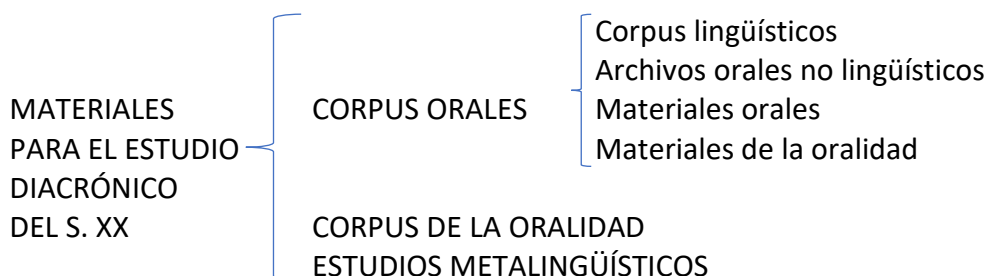 MATERIALES
PARA EL ESTUDIO
DIACRÓNICO
DEL S. XX
CORPUS ORALES
Corpus lingüísticos
Archivos orales no lingüísticos
Materiales orales
Materiales de la oralidad
CORPUS DE LA ORALIDAD
ESTUDIOS METALINGÜÍSTICOS